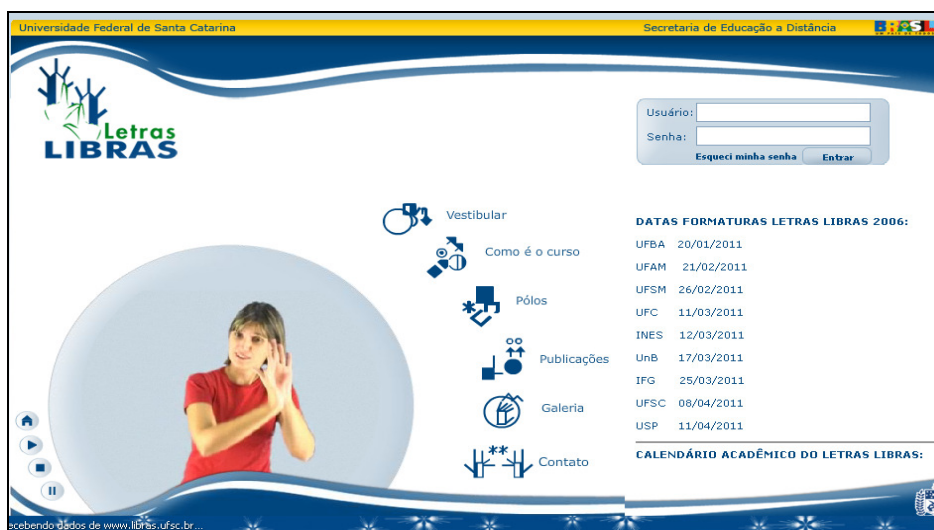 Universidade Federal de Santa Catarina
Secretaria de Educação a Distância
BRASIL
Letras
LIBRAS
Usuário:
Senha:
Esqueci minha senha
Entrar
Vestibular
Como é o curso
Pólos
Publicações
Galeria
Contato
DATAS FORMATURAS LETRAS LIBRAS 2006:
UFBA 20/01/2011
UFAM 21/02/2011
UFSM 26/02/2011
UFC 11/03/2011
INES 12/03/2011
UnB 17/03/2011
IFG 25/03/2011
UFSC 08/04/2011
USP 11/04/2011
CALENDÁRIO ACADÊMICO DO LETRAS LIBRAS:
ecebendo dados de www.libras.ufsc.br...